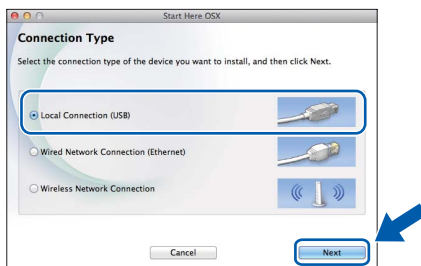 Start Here OSX
Connection Type
Select the connection type of the device you want to install, and then click Next.
Local Connection (USB)
Wired Network Connection (Ethernet)
Wireless Network Connection
Cancel
Next